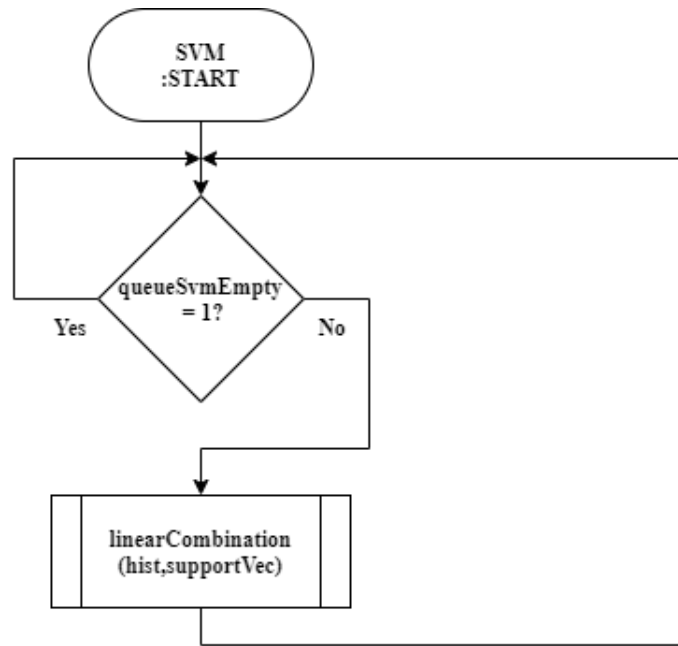 SVM
:START
queueSvmEmpty
= 1?
Yes
No
linearCombination
(hist,supportVec)